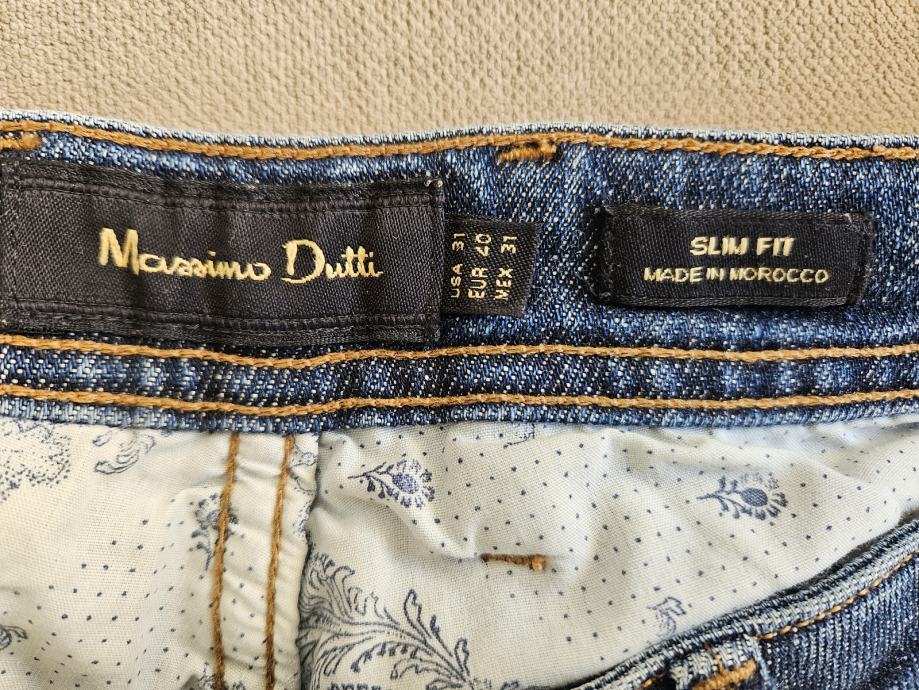 Massimo Dutti
USA 31
EUR 40
MEX 31
SLIM FIT
MADE IN MOROCCO